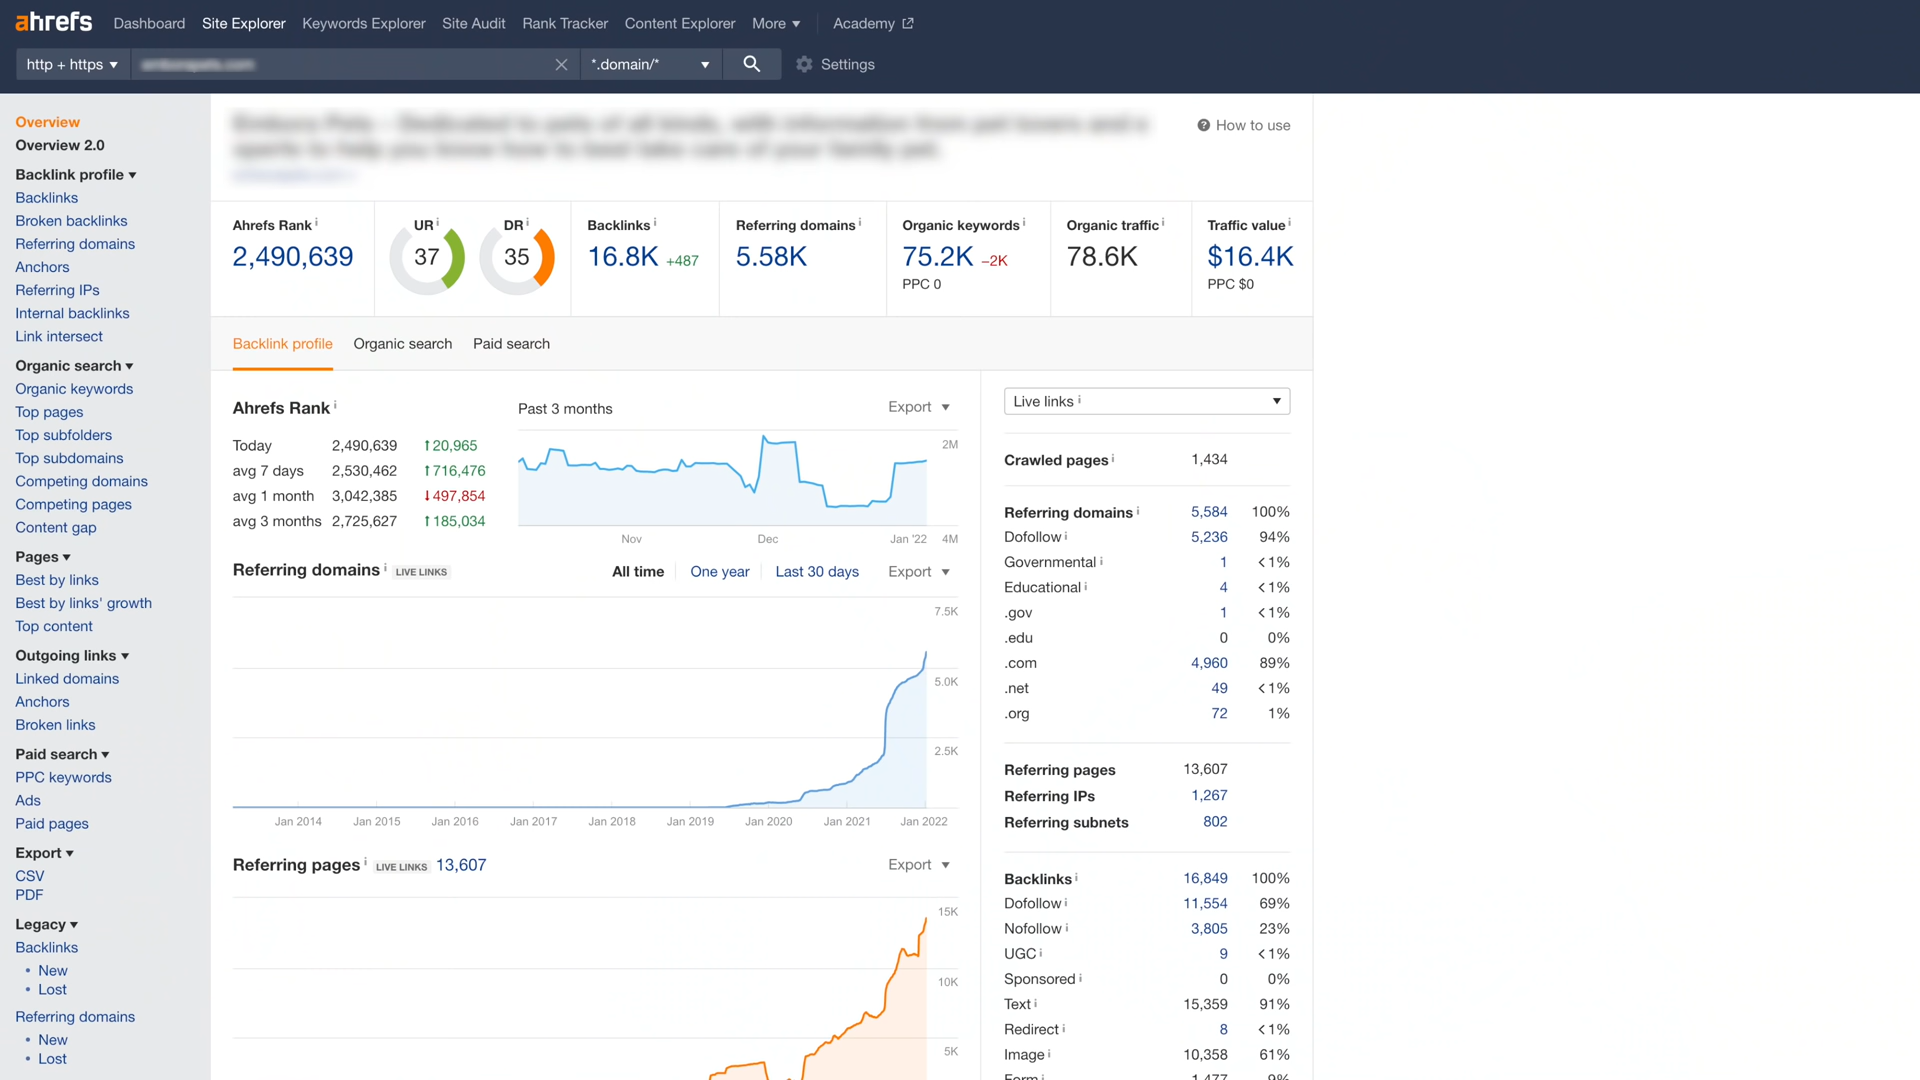 ahrefs Dashboard Site Explorer Keywords Explorer Site Audit Rank Tracker Content Explorer More Academy
http + https *.domain/* Settings
How to use
Overview
Overview 2.0
Backlink profile
Backlinks
Broken backlinks
Referring domains
Anchors
Referring IPs
Internal backlinks
Link intersect
Organic search
Organic keywords
Top pages
Top subfolders
Top subdomains
Competing domains
Competing pages
Content gap
Pages
Best by links
Best by links' growth
Top content
Outgoing links
Linked domains
Anchors
Broken links
Paid search
PPC keywords
Ads
Paid pages
Export
CSV
PDF
Legacy
Backlinks
• New
• Lost
Referring domains
• New
• Lost
Ahrefs Rank i
2,490,639
UR i
37
DR i
35
Backlinks i
16.8K +487
Referring domains i
5.58K
Organic keywords i
75.2K –2K
PPC 0
Organic traffic i
78.6K
Traffic value i
$16.4K
PPC $0
Backlink profile Organic search Paid search
Ahrefs Rank i
Today 2,490,639 ↑20,965
avg 7 days 2,530,462 ↑716,476
avg 1 month 3,042,385 ↓497,854
avg 3 months 2,725,627 ↑185,034
Past 3 months Export
2M
Nov Dec Jan '22 4M
Referring domains i LIVE LINKS All time One year Last 30 days Export
7.5K
5.0K
2.5K
Jan 2014 Jan 2015 Jan 2016 Jan 2017 Jan 2018 Jan 2019 Jan 2020 Jan 2021 Jan 2022
Referring pages i LIVE LINKS 13,607 Export
15K
10K
5K
Live links i
Crawled pages i 1,434
Referring domains i 5,584 100%
Dofollow i 5,236 94%
Governmental i 1 <1%
Educational i 4 <1%
.gov 1 <1%
.edu 0 0%
.com 4,960 89%
.net 49 <1%
.org 72 1%
Referring pages 13,607
Referring IPs 1,267
Referring subnets 802
Backlinks i 16,849 100%
Dofollow i 11,554 69%
Nofollow i 3,805 23%
UGC i 9 <1%
Sponsored i 0 0%
Text i 15,359 91%
Redirect i 8 <1%
Image i 10,358 61%